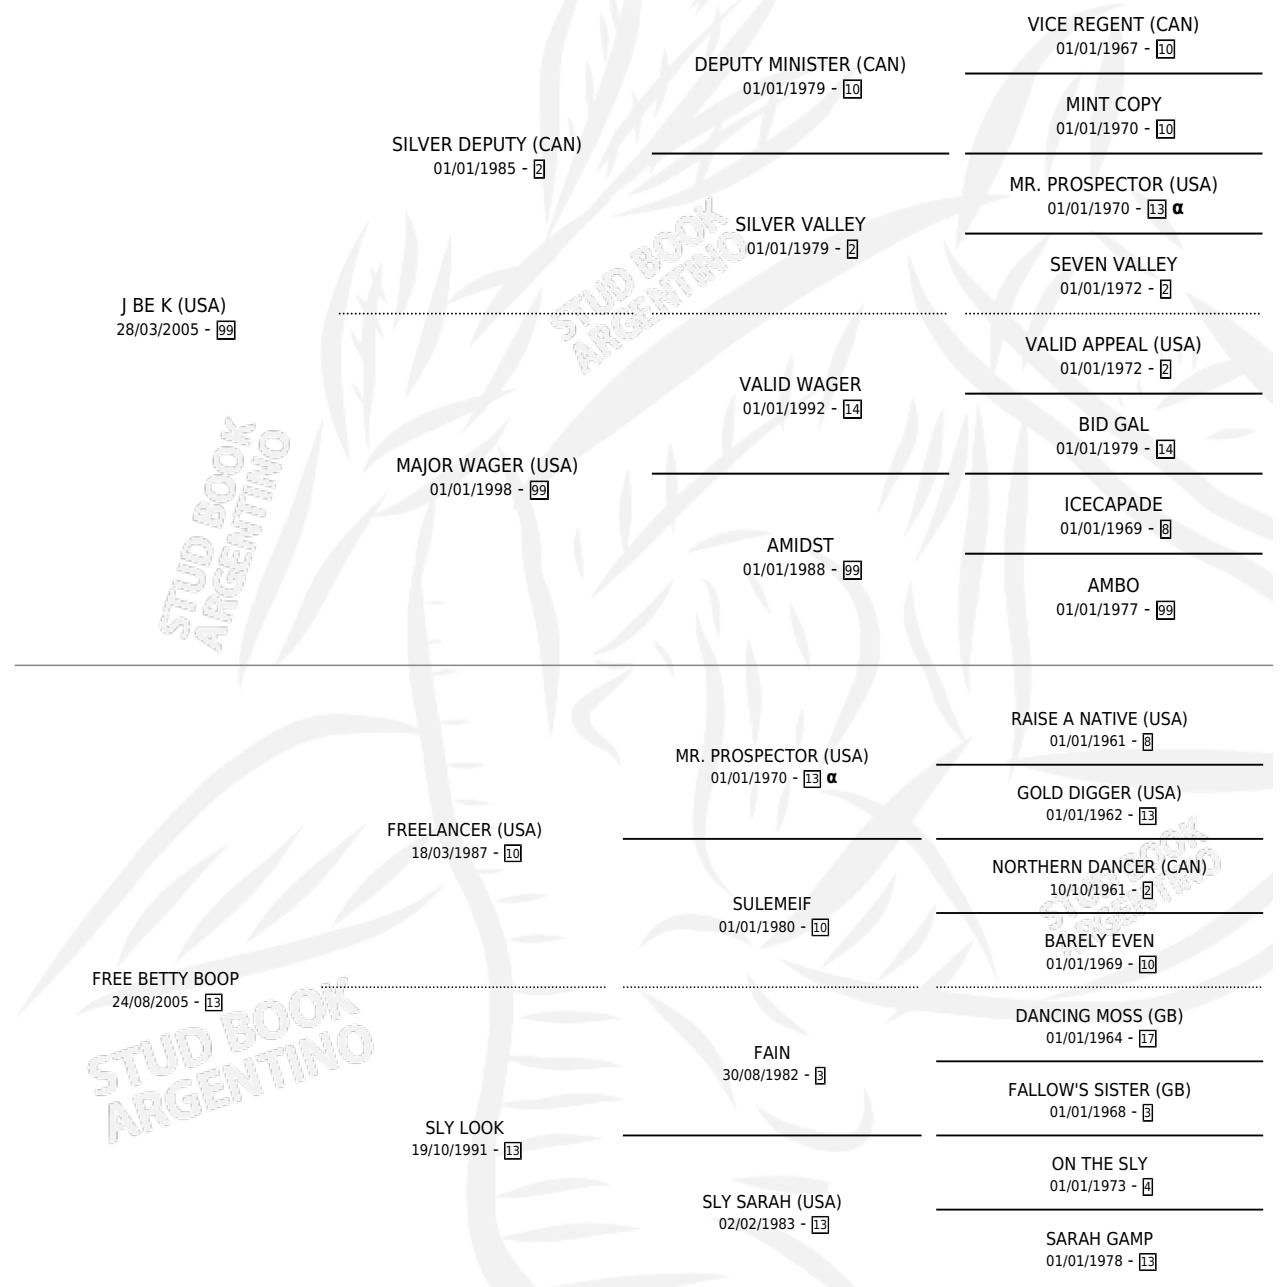 VICE REGENT (CAN)
01/01/1967 - 10
DEPUTY MINISTER (CAN)
01/01/1979 - 10
MINT COPY
01/01/1970 - 10
SILVER DEPUTY (CAN)
01/01/1985 - 2
MR. PROSPECTOR (USA)
01/01/1970 - 13 α
SILVER VALLEY
01/01/1979 - 2
SEVEN VALLEY
01/01/1972 - 2
J BE K (USA)
28/03/2005 - 99
VALID APPEAL (USA)
01/01/1972 - 2
VALID WAGER
01/01/1992 - 14
BID GAL
01/01/1979 - 14
MAJOR WAGER (USA)
01/01/1998 - 99
ICECAPADE
01/01/1969 - 8
AMIDST
01/01/1988 - 99
AMBO
01/01/1977 - 99
RAISE A NATIVE (USA)
01/01/1961 - 8
MR. PROSPECTOR (USA)
01/01/1970 - 13 α
GOLD DIGGER (USA)
01/01/1962 - 13
FREELANCER (USA)
18/03/1987 - 10
NORTHERN DANCER (CAN)
10/10/1961 - 2
SULEMEIF
01/01/1980 - 10
BARELY EVEN
01/01/1969 - 10
FREE BETTY BOOP
24/08/2005 - 13
DANCING MOSS (GB)
01/01/1964 - 17
FAIN
30/08/1982 - 3
FALLOW'S SISTER (GB)
01/01/1968 - 3
SLY LOOK
19/10/1991 - 13
ON THE SLY
01/01/1973 - 4
SLY SARAH (USA)
02/02/1983 - 13
SARAH GAMP
01/01/1978 - 13
STUD BOOK
ARGENTINO
STUD BOOK
ARGENTINO
STUD BOOK
ARGENTINO
STUD BOOK
ARGENTINO